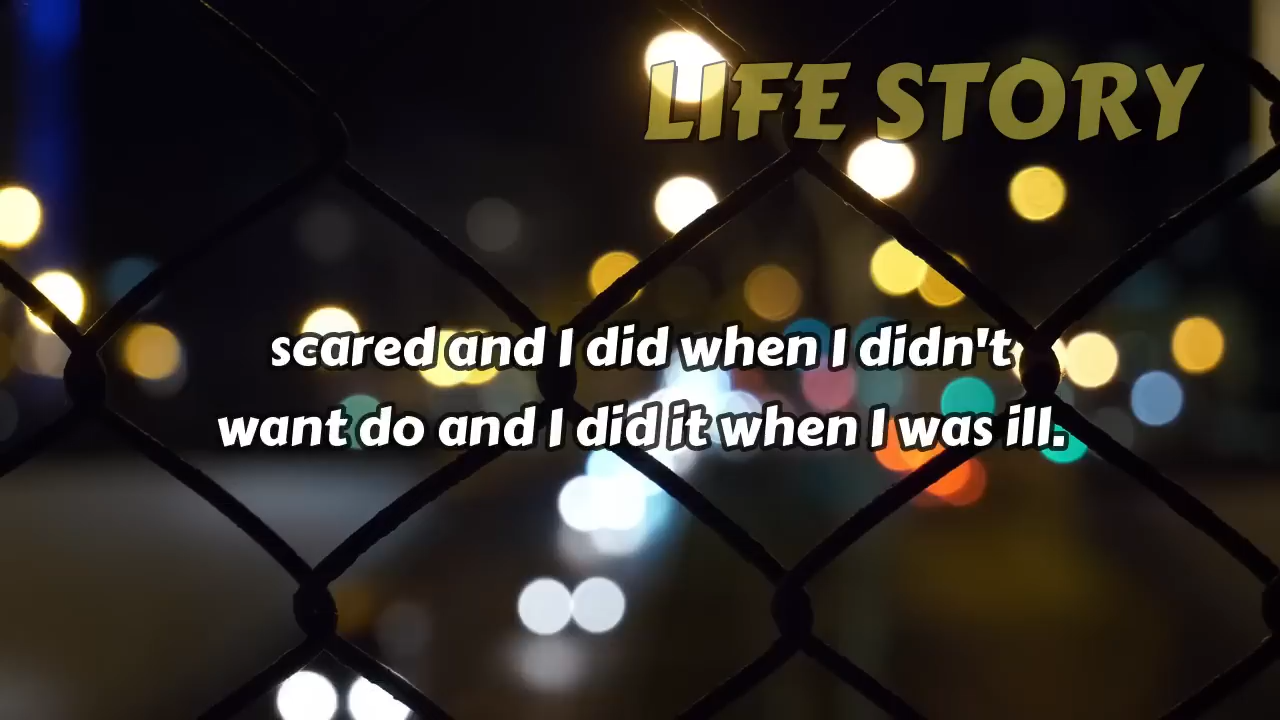 LIFE STORY
scared and I did when I didn't
want do and I did it when I was ill.